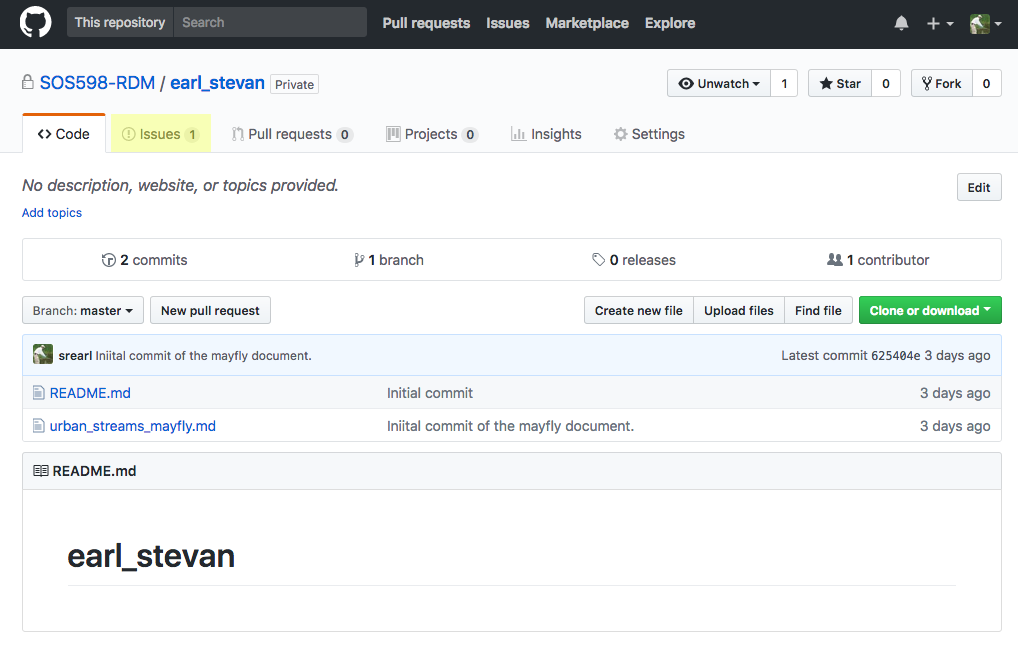 This repository Search Pull requests Issues Marketplace Explore
SOS598-RDM / earl_stevan Private Unwatch 1 Star 0 Fork 0
Code Issues 1 Pull requests 0 Projects 0 Insights Settings
No description, website, or topics provided. Edit
Add topics
2 commits 1 branch 0 releases 1 contributor
Branch: master New pull request Create new file Upload files Find file Clone or download
srearl Iniital commit of the mayfly document. Latest commit 625404e 3 days ago
README.md Initial commit 3 days ago
urban_streams_mayfly.md Iniital commit of the mayfly document. 3 days ago
README.md
earl_stevan